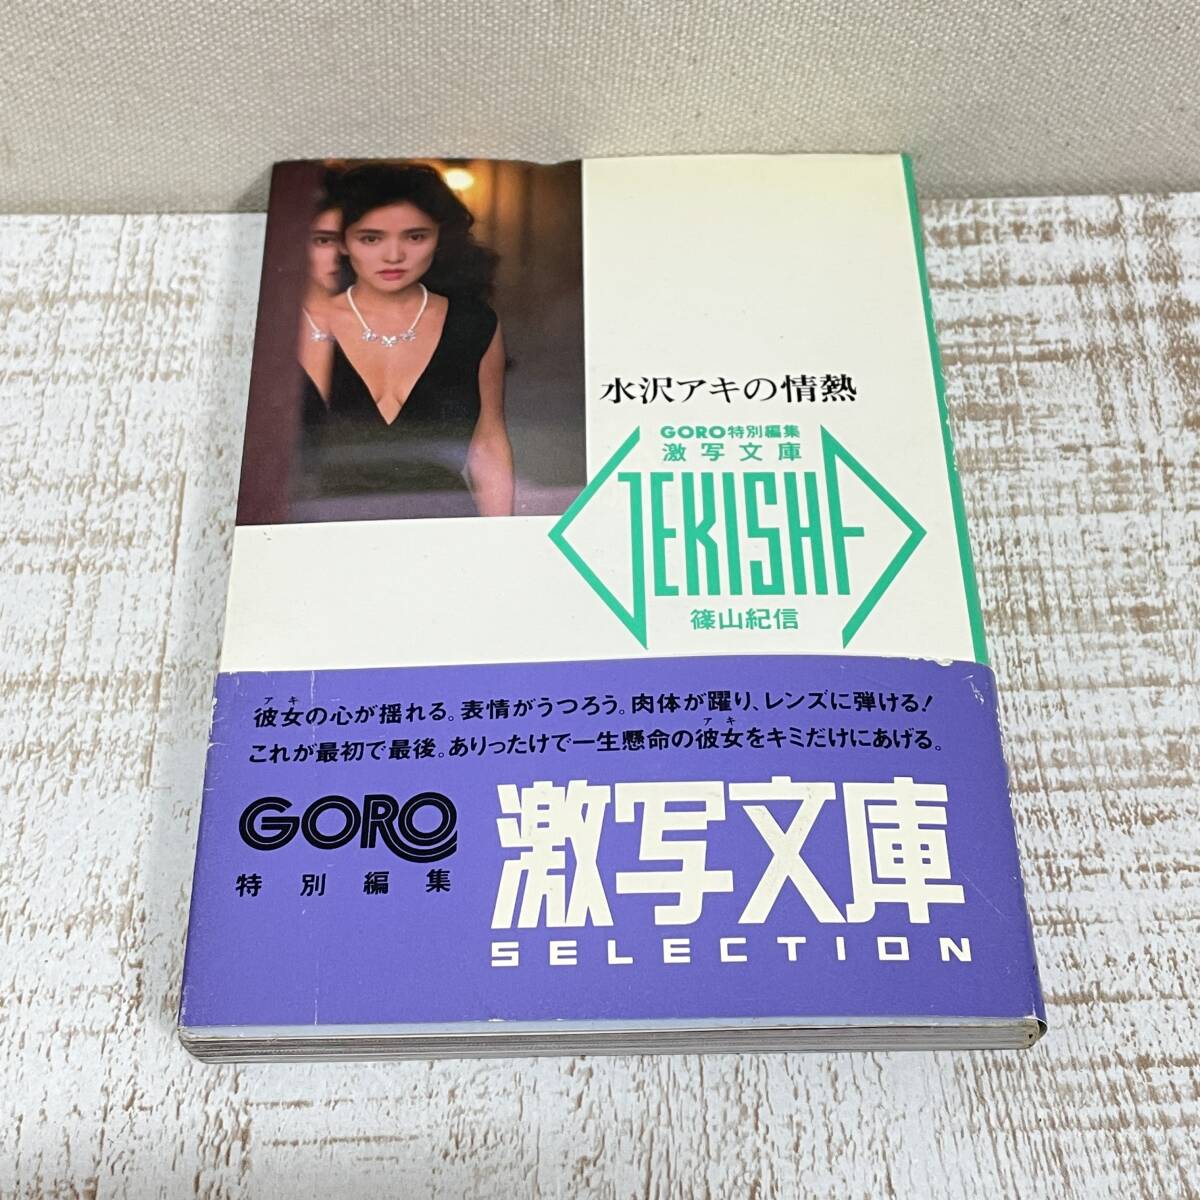 水沢アキの情熱
GORO特別編集
激写文庫
GEKISHA
篠山紀信
アキ
彼女の心が揺れる。表情がうつろう。肉体が躍り、レンズに弾ける!
アキ
これが最初で最後。ありったけで一生懸命の彼女をキミだけにあげる。
GORO
特別編集
激写文庫
SELECTION